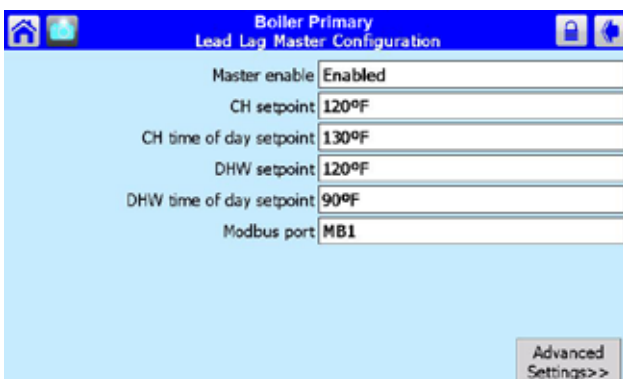 Boiler Primary
Lead Lag Master Configuration
Master enable Enabled
CH setpoint 120ºF
CH time of day setpoint 130ºF
DHW setpoint 120ºF
DHW time of day setpoint 90ºF
Modbus port MB1
Advanced
Settings>>